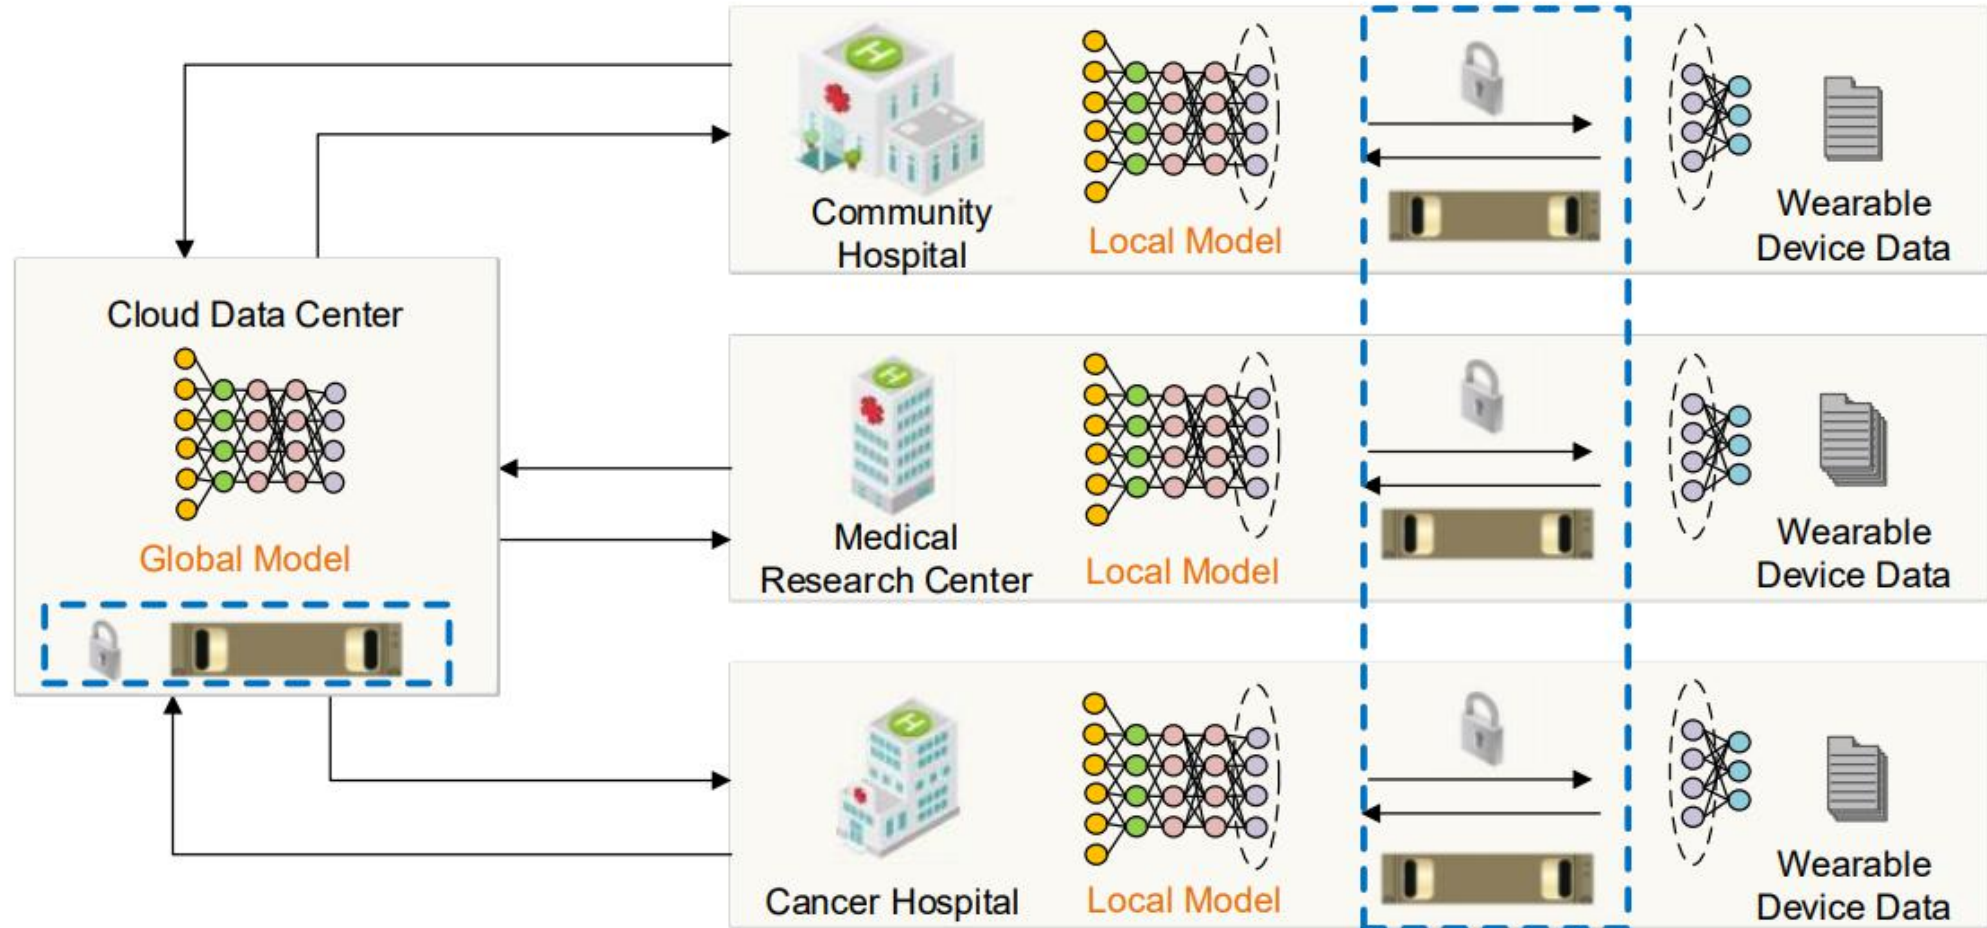 Community
Hospital
Local Model
Wearable
Device Data
Cloud Data Center
Global Model
Medical
Research Center
Local Model
Wearable
Device Data
Cancer Hospital
Local Model
Wearable
Device Data